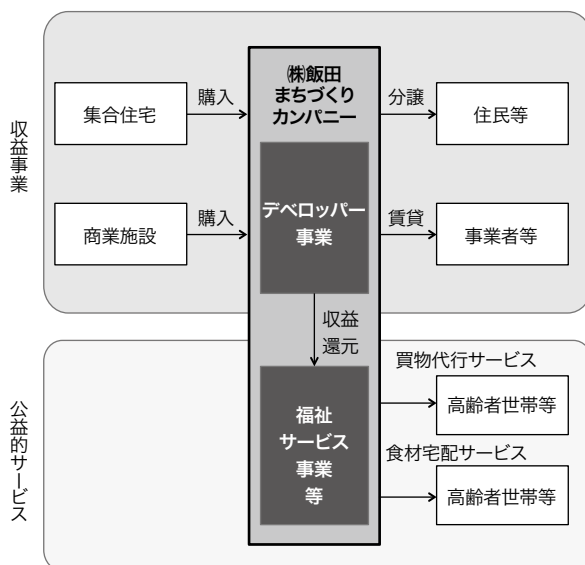 収益事業
㈱飯田
まちづくり
カンパニー
集合住宅
購入
分譲
住民等
商業施設
購入
デベロッパー
事業
賃貸
事業者等
収益
還元
公益的サービス
福祉
サービス
事業
等
買物代行サービス
高齢者世帯等
食材宅配サービス
高齢者世帯等